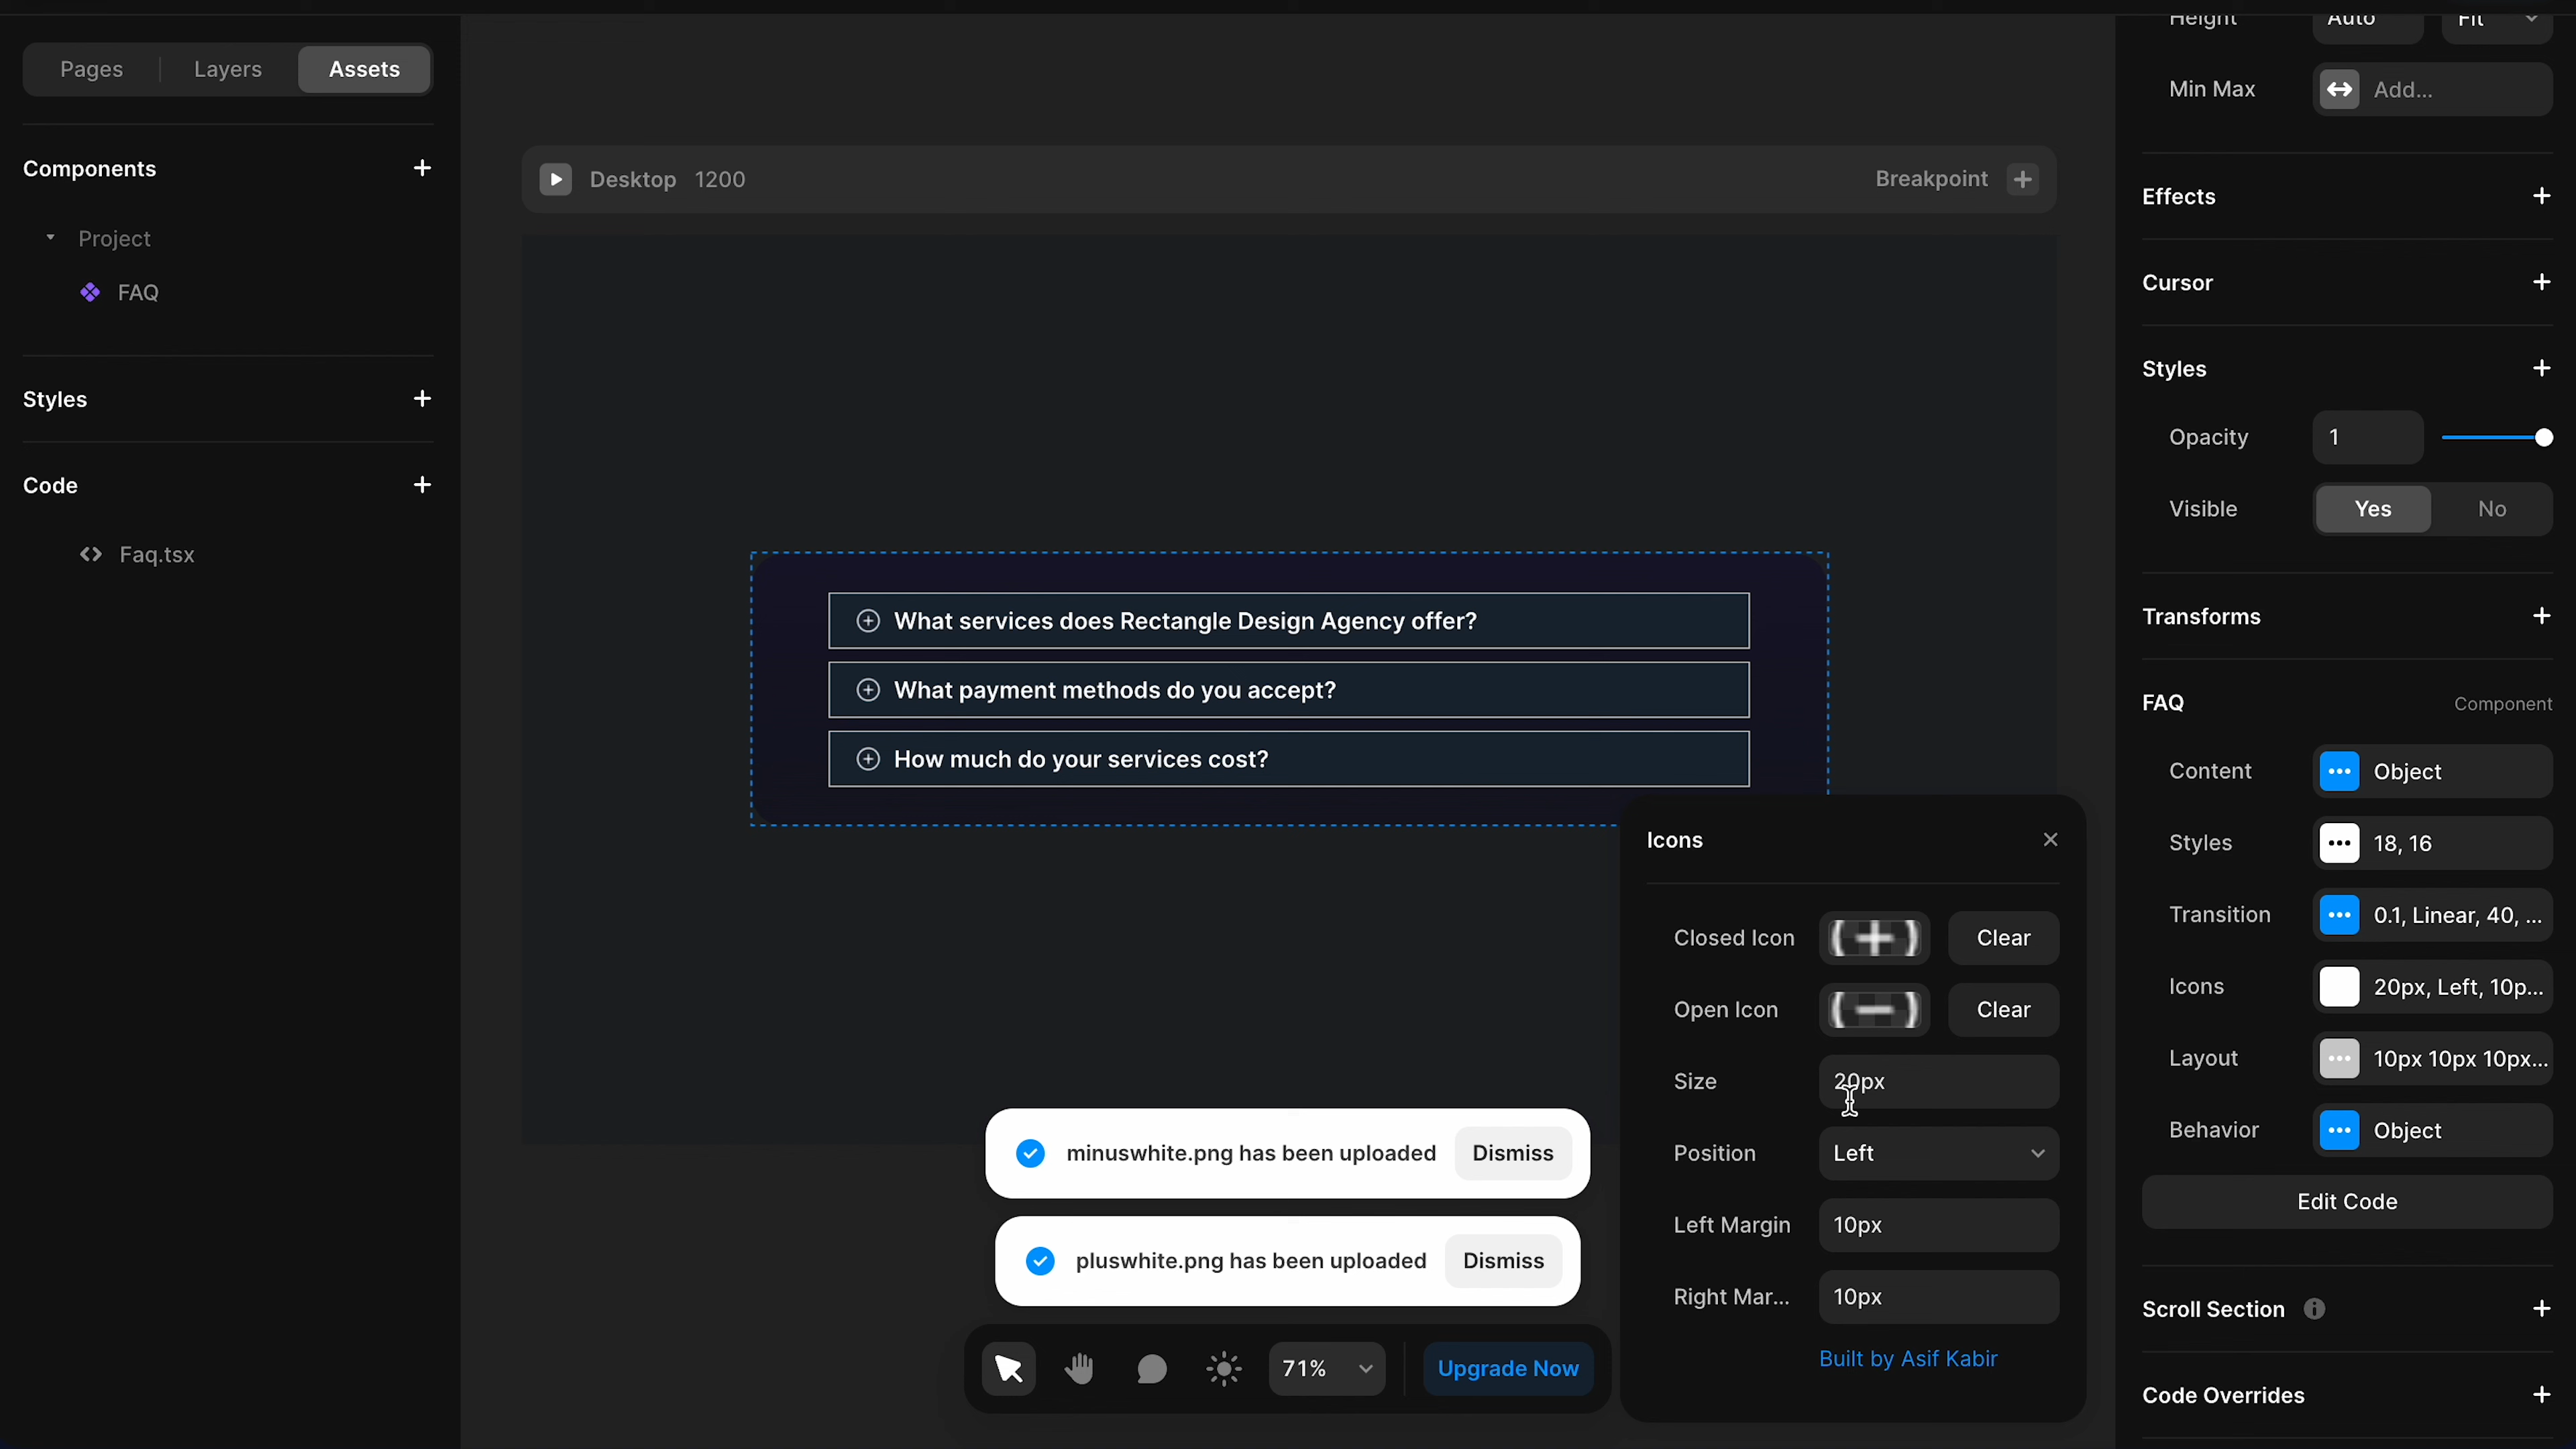 Pages
Layers
Assets
Components
Project
FAQ
Styles
Code
Faq.tsx
Desktop 1200
Breakpoint
What services does Rectangle Design Agency offer?
What payment methods do you accept?
How much do your services cost?
minuswhite.png has been uploaded
Dismiss
pluswhite.png has been uploaded
Dismiss
71%
Upgrade Now
Icons
Closed Icon
Clear
Open Icon
Clear
Size
20px
Position
Left
Left Margin
10px
Right Mar...
10px
Built by Asif Kabir
Height
Auto
Fit
Min Max
Add...
Effects
Cursor
Styles
Opacity
1
Visible
Yes
No
Transforms
FAQ
Component
Content
Object
Styles
18, 16
Transition
0.1, Linear, 40, ...
Icons
20px, Left, 10p...
Layout
10px 10px 10px...
Behavior
Object
Edit Code
Scroll Section
Code Overrides